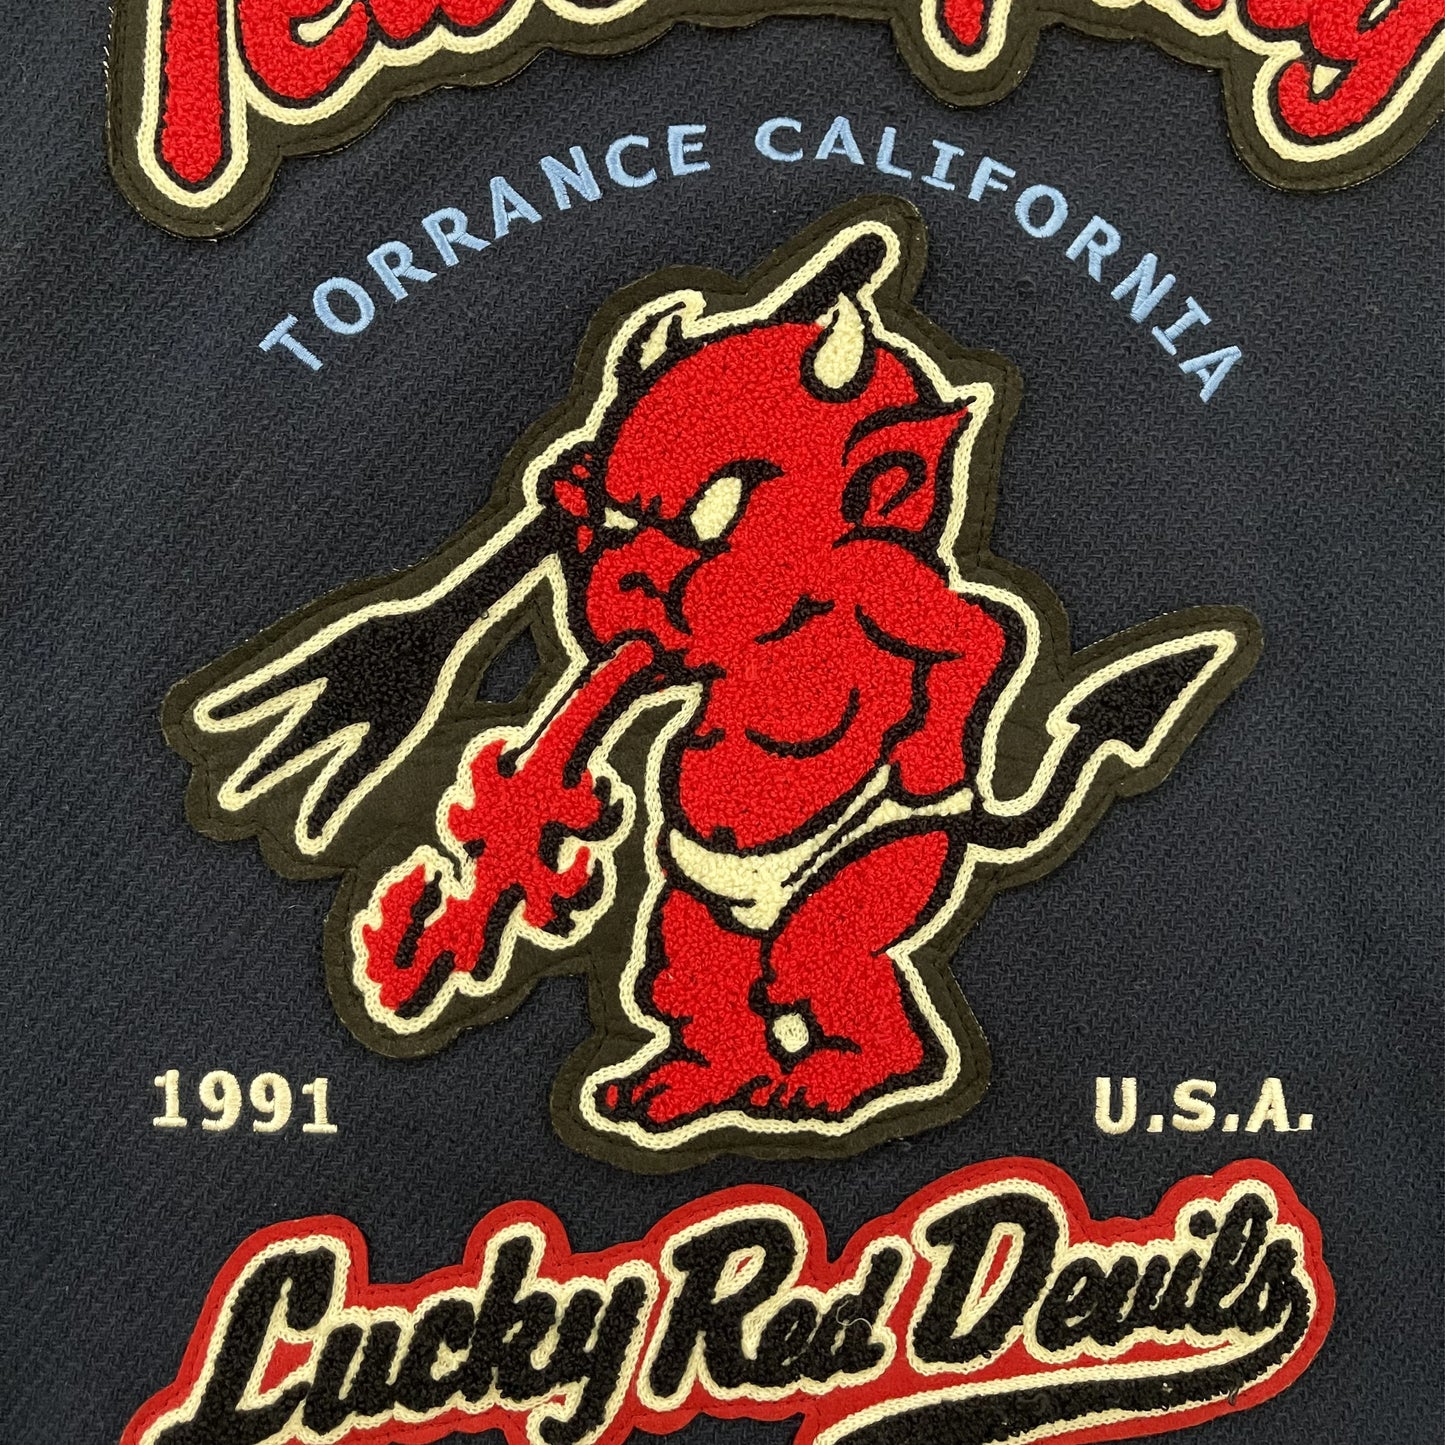 TORRANCE CALIFORNIA
1991
U.S.A.
Lucky Red Devils